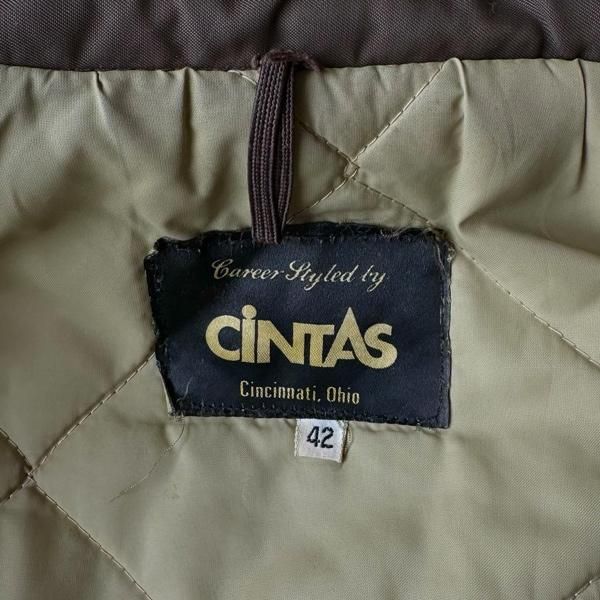 Career Styled by
CiNTAS
Cincinnati, Ohio
42